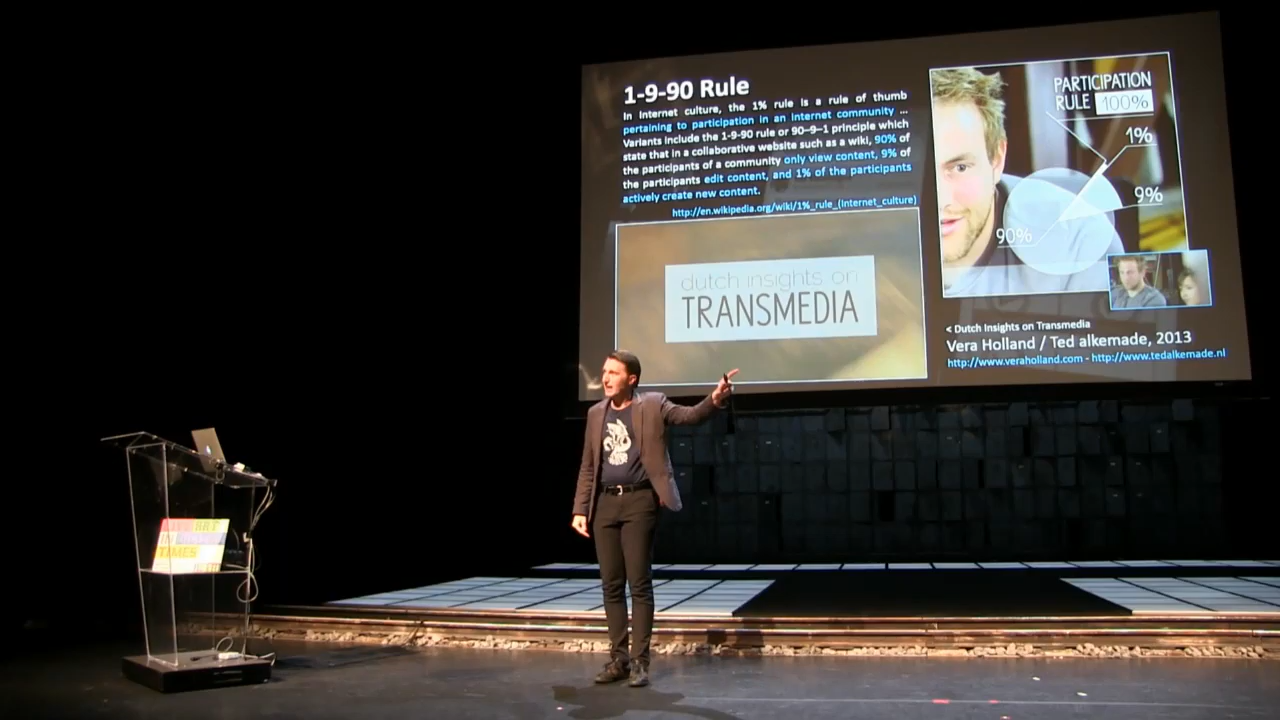 1-9-90 Rule
In Internet culture, the 1% rule is a rule of thumb
pertaining to participation in an internet community ...
Variants include the 1-9-90 rule or 90–9–1 principle which
state that in a collaborative website such as a wiki, 90% of
the participants of a community only view content, 9% of
the participants edit content, and 1% of the participants
actively create new content.
http://en.wikipedia.org/wiki/1%_rule_(Internet_culture)
dutch insights on
TRANSMEDIA
PARTICIPATION
RULE 100%
1%
9%
90%
< Dutch Insights on Transmedia
Vera Holland / Ted alkemade, 2013
http://www.veraholland.com - http://www.tedalkemade.nl
ART
IN
TIMES